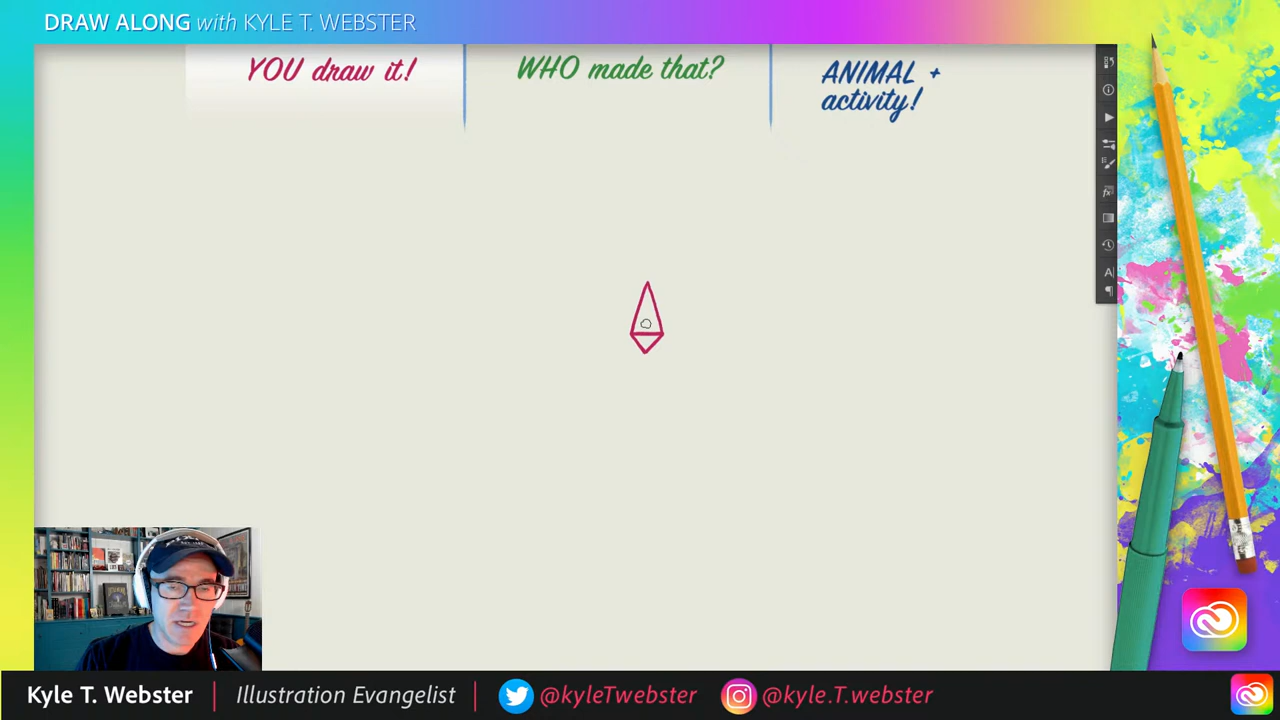 DRAW ALONG with KYLE T. WEBSTER
YOU draw it!
WHO made that?
ANIMAL +
activity!
Kyle T. Webster | Illustration Evangelist | @kyleTwebster @kyle.T.webster